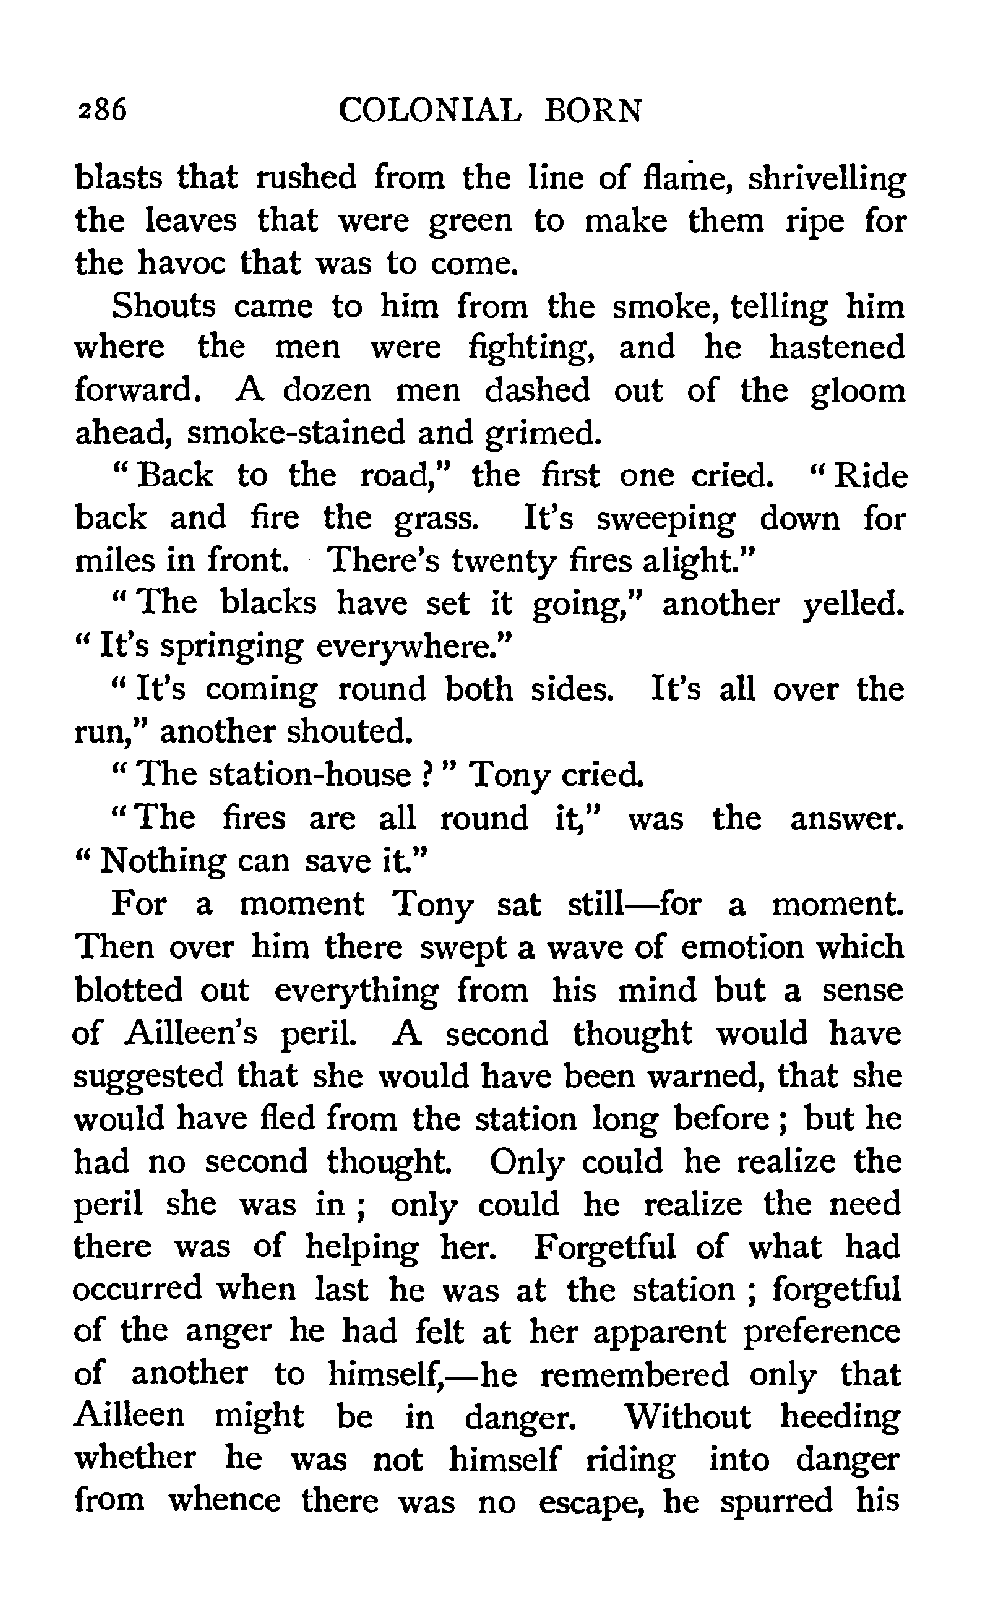 286 COLONIAL BORN
blasts that rushed from the line of flame, shrivelling
the leaves that were green to make them ripe for
the havoc that was to come.
Shouts came to him from the smoke, telling him
where the men were fighting, and he hastened
forward. A dozen men dashed out of the gloom
ahead, smoke-stained and grimed.
“Back to the road,” the first one cried. “Ride
back and fire the grass. It’s sweeping down for
miles in front. There’s twenty fires alight.”
“The blacks have set it going,” another yelled.
“It’s springing everywhere.”
“It’s coming round both sides. It’s all over the
run,” another shouted.
“The station-house?” Tony cried.
“The fires are all round it,” was the answer.
“Nothing can save it.”
For a moment Tony sat still—for a moment.
Then over him there swept a wave of emotion which
blotted out everything from his mind but a sense
of Ailleen’s peril. A second thought would have
suggested that she would have been warned, that she
would have fled from the station long before; but he
had no second thought. Only could he realize the
peril she was in; only could he realize the need
there was of helping her. Forgetful of what had
occurred when last he was at the station; forgetful
of the anger he had felt at her apparent preference
of another to himself,—he remembered only that
Ailleen might be in danger. Without heeding
whether he was not himself riding into danger
from whence there was no escape, he spurred his